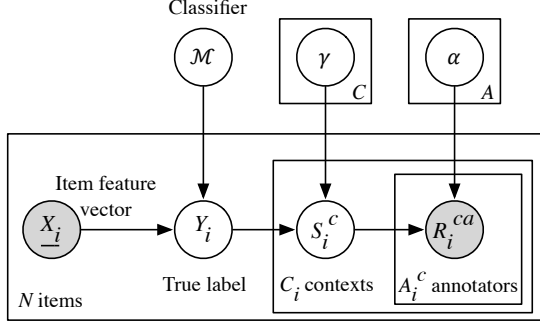 Classifier
ℳ
γ
C
α
A
Item feature
vector
X_i
Y_i
S_i^c
R_i^{ca}
True label
C_i contexts
A_i^c annotators
N items